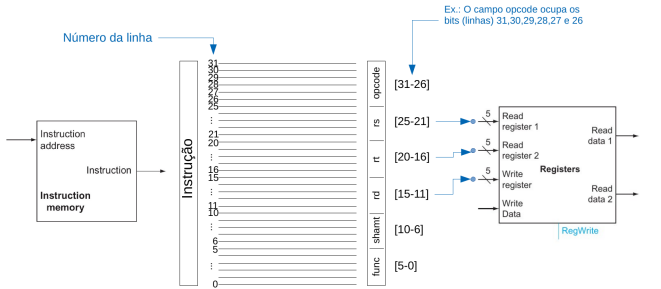 Ex.: O campo opcode ocupa os
bits (linhas) 31,30,29,28,27 e 26
Número da linha
Instruction
address
Instruction
Instruction
memory
Instrução
31
30
29
28
27
26
25
⋮
21
20
⋮
16
15
⋮
11
10
⋮
6
5
⋮
0
opcode
rs
rt
rd
shamt
func
[31-26]
[25-21]
[20-16]
[15-11]
[10-6]
[5-0]
5
5
5
Read
register 1
Read
register 2
Write
register
Write
Data
Registers
Read
data 1
Read
data 2
RegWrite